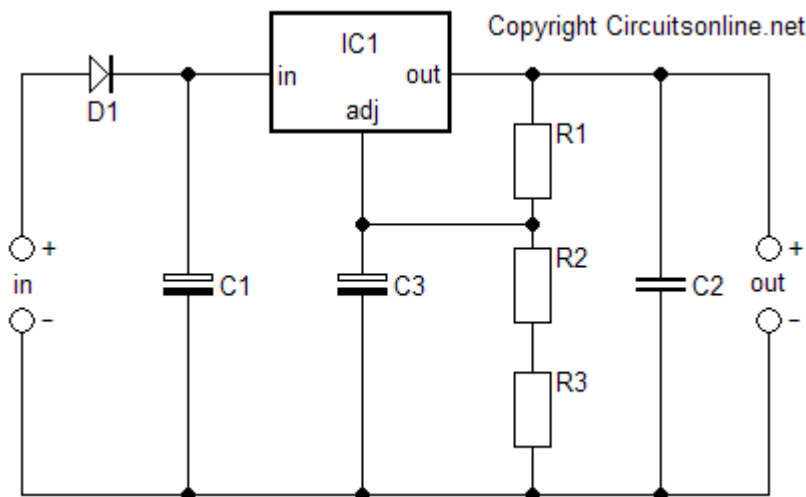 Copyright Circuitsonline.net
IC1
in
out
adj
D1
R1
+
in
−
C1
C3
R2
C2
+
out
−
R3